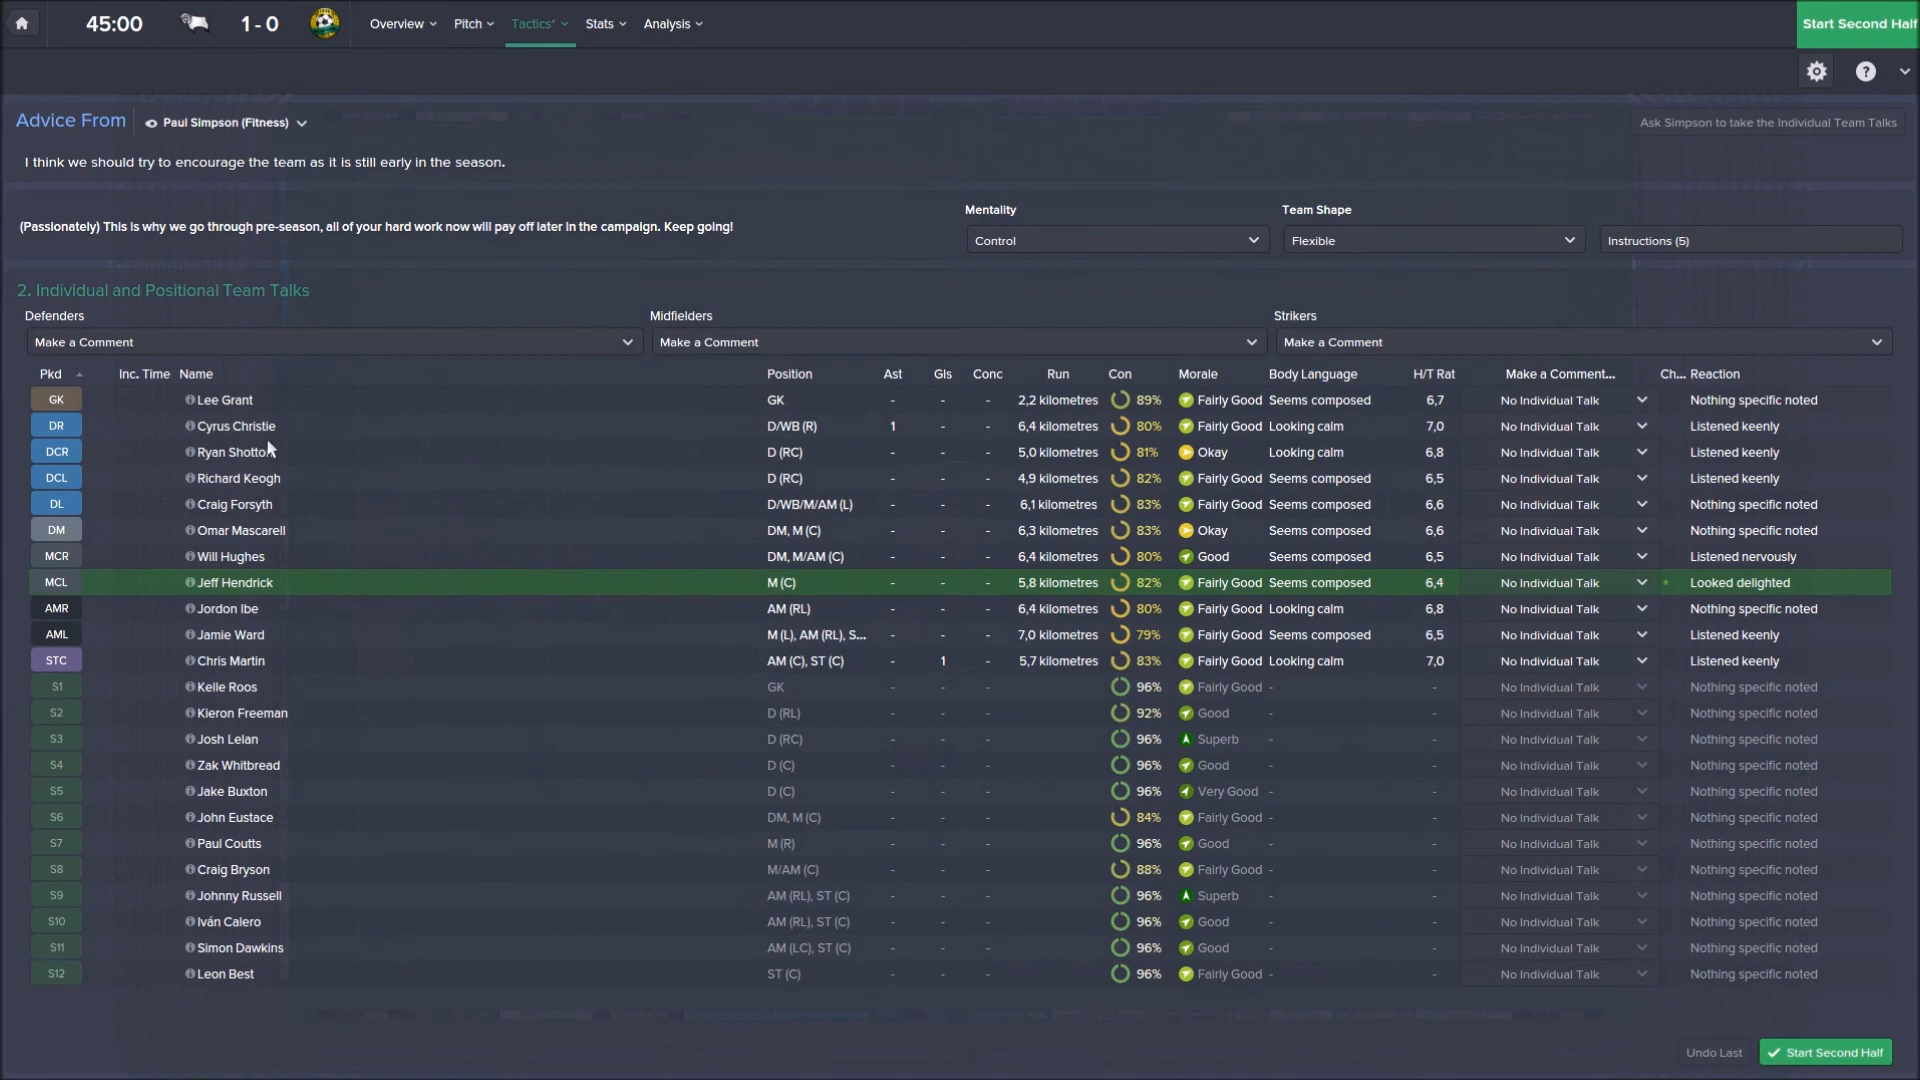 45:00 1 - 0 Overview Pitch Tactics* Stats Analysis Start Second Half
Advice From Paul Simpson (Fitness) Ask Simpson to take the Individual Team Talks
I think we should try to encourage the team as it is still early in the season.
Mentality Team Shape
(Passionately) This is why we go through pre-season, all of your hard work now will pay off later in the campaign. Keep going!
Control Flexible Instructions (5)
2. Individual and Positional Team Talks
Defenders Midfielders Strikers
Make a Comment Make a Comment Make a Comment
Pkd Inc. Time Name Position Ast Gls Conc Run Con Morale Body Language H/T Rat Make a Comment... Ch... Reaction
GK Lee Grant GK - - - 2,2 kilometres 89% Fairly Good Seems composed 6,7 No Individual Talk Nothing specific noted
DR Cyrus Christie D/WB (R) 1 - - 6,4 kilometres 80% Fairly Good Looking calm 7,0 No Individual Talk Listened keenly
DCR Ryan Shotton D (RC) - - - 5,0 kilometres 81% Okay Looking calm 6,8 No Individual Talk Listened keenly
DCL Richard Keogh D (RC) - - - 4,9 kilometres 82% Fairly Good Seems composed 6,5 No Individual Talk Listened keenly
DL Craig Forsyth D/WB/M/AM (L) - - - 6,1 kilometres 83% Fairly Good Seems composed 6,6 No Individual Talk Nothing specific noted
DM Omar Mascarell DM, M (C) - - - 6,3 kilometres 83% Okay Seems composed 6,6 No Individual Talk Nothing specific noted
MCR Will Hughes DM, M/AM (C) - - - 6,4 kilometres 80% Good Seems composed 6,5 No Individual Talk Listened nervously
MCL Jeff Hendrick M (C) - - - 5,8 kilometres 82% Fairly Good Seems composed 6,4 No Individual Talk Looked delighted
AMR Jordon Ibe AM (RL) - - - 6,4 kilometres 80% Fairly Good Looking calm 6,8 No Individual Talk Nothing specific noted
AML Jamie Ward M (L), AM (RL), S... - - - 7,0 kilometres 79% Fairly Good Seems composed 6,5 No Individual Talk Listened keenly
STC Chris Martin AM (C), ST (C) - 1 - 5,7 kilometres 83% Fairly Good Looking calm 7,0 No Individual Talk Listened keenly
S1 Kelle Roos GK - - - 96% Fairly Good - - No Individual Talk Nothing specific noted
S2 Kieron Freeman D (RL) - - - 92% Good - - No Individual Talk Nothing specific noted
S3 Josh Lelan D (RC) - - - 96% Superb - - No Individual Talk Nothing specific noted
S4 Zak Whitbread D (C) - - - 96% Good - - No Individual Talk Nothing specific noted
S5 Jake Buxton D (C) - - - 96% Very Good - - No Individual Talk Nothing specific noted
S6 John Eustace DM, M (C) - - - 84% Fairly Good - - No Individual Talk Nothing specific noted
S7 Paul Coutts M (R) - - - 96% Good - - No Individual Talk Nothing specific noted
S8 Craig Bryson M/AM (C) - - - 88% Fairly Good - - No Individual Talk Nothing specific noted
S9 Johnny Russell AM (RL), ST (C) - - - 96% Superb - - No Individual Talk Nothing specific noted
S10 Iván Calero AM (RL), ST (C) - - - 96% Good - - No Individual Talk Nothing specific noted
S11 Simon Dawkins AM (LC), ST (C) - - - 96% Good - - No Individual Talk Nothing specific noted
S12 Leon Best ST (C) - - - 96% Fairly Good - - No Individual Talk Nothing specific noted
Undo Last Start Second Half